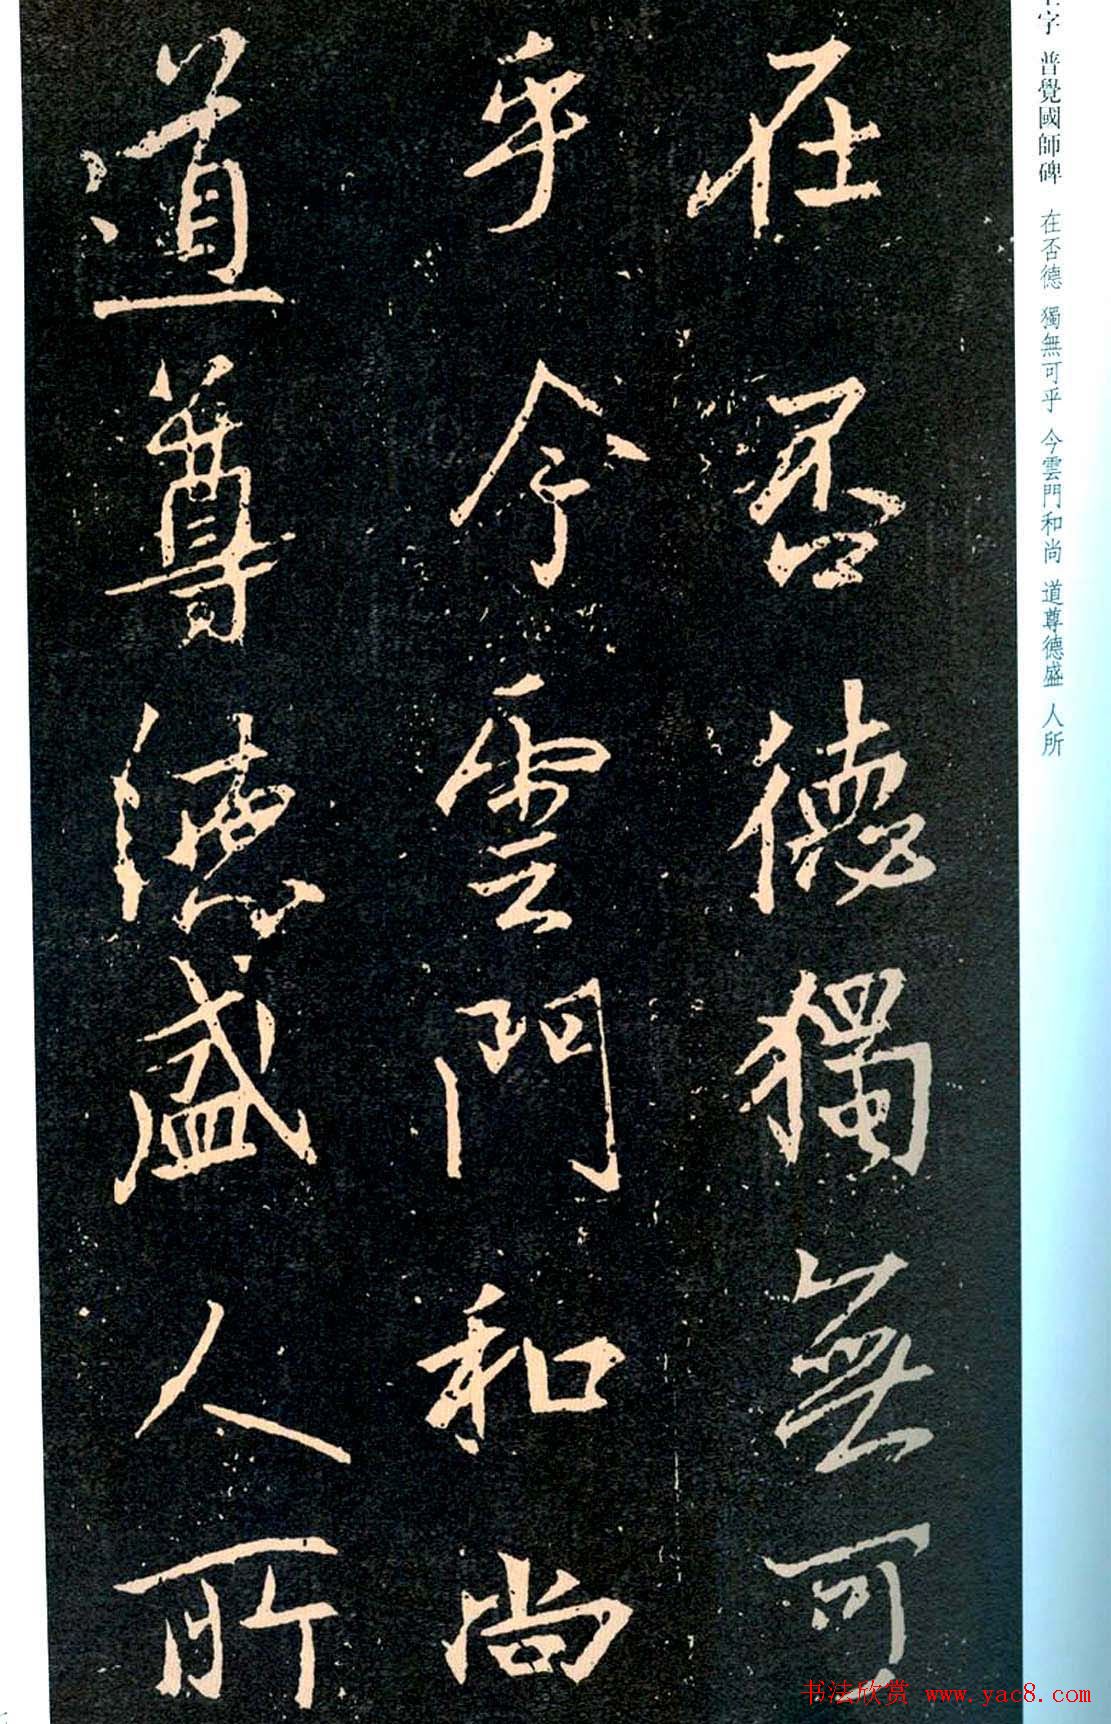 字 普覺國師碑 在否德 獨無可乎 今雲門和尚 道尊德盛 人所
在否德獨無可
乎今雲門和尚
道尊德盛人所
书法欣赏 www.yac8.com